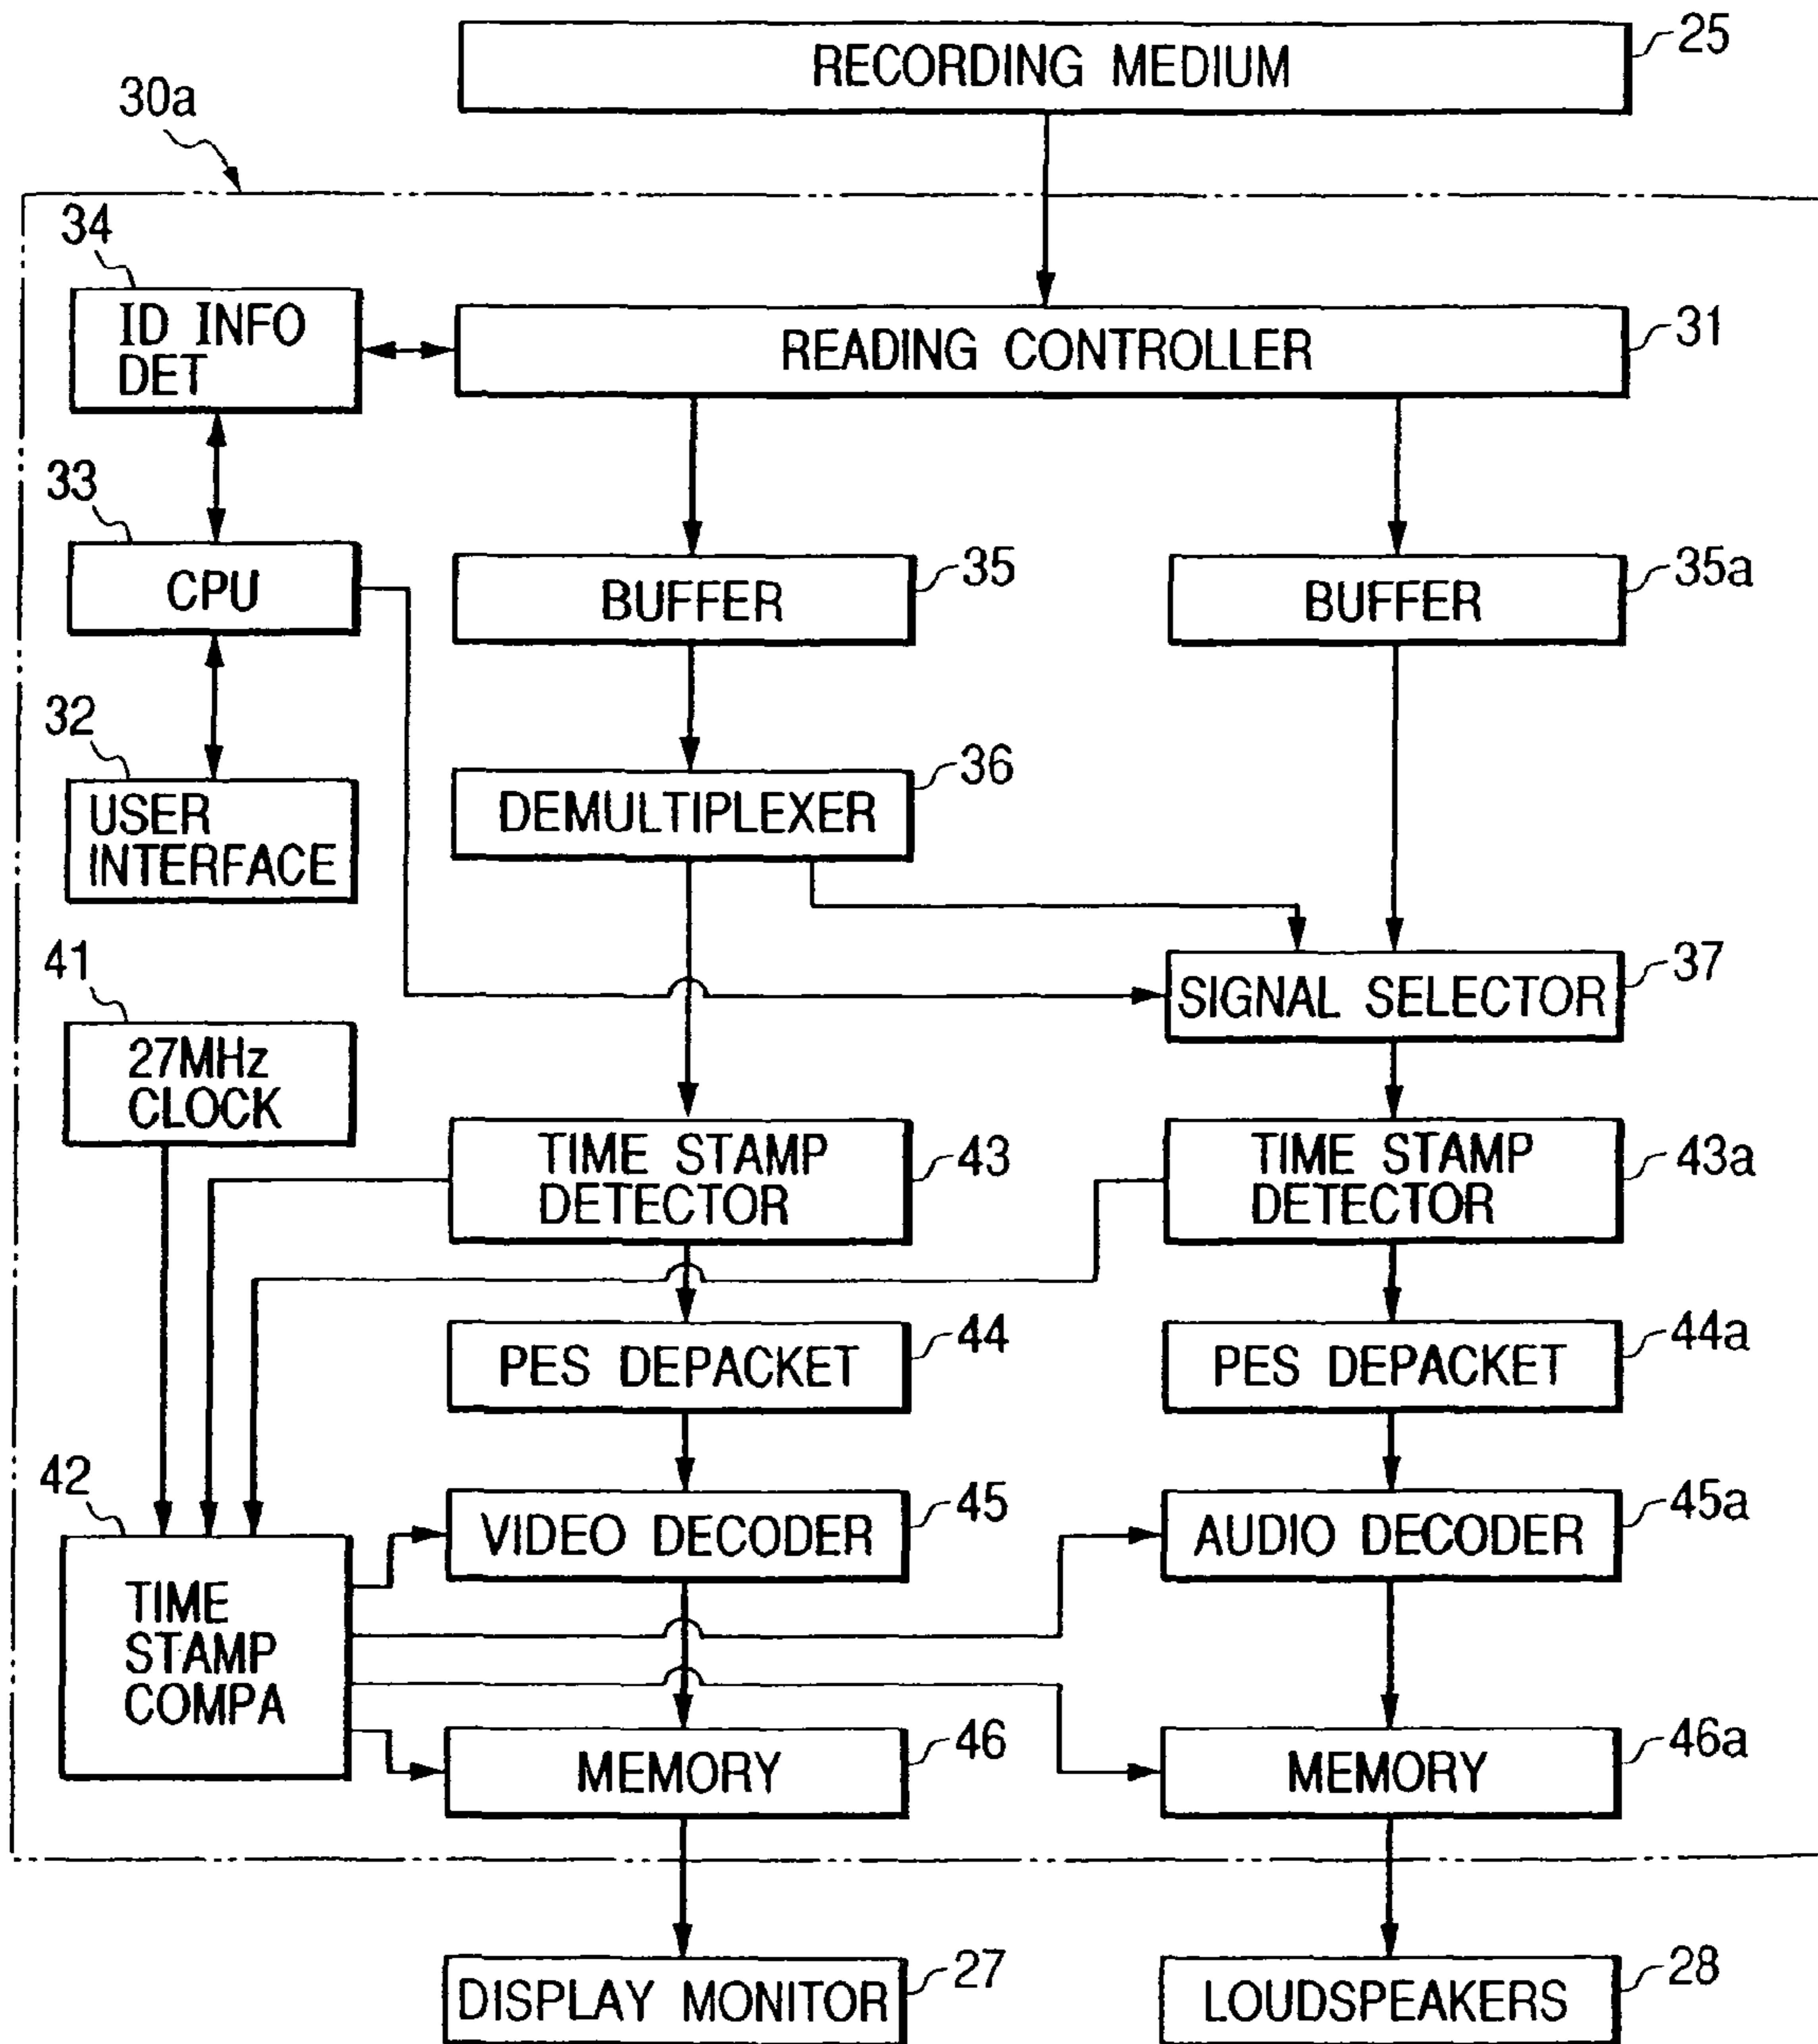 RECORDING MEDIUM
25
30a
34
ID INFO
DET
READING CONTROLLER
31
33
CPU
BUFFER
35
BUFFER
35a
32
USER
INTERFACE
DEMULTIPLEXER
36
SIGNAL SELECTOR
37
41
27MHz
CLOCK
TIME STAMP
DETECTOR
43
TIME STAMP
DETECTOR
43a
PES DEPACKET
44
PES DEPACKET
44a
42
TIME
STAMP
COMPA
VIDEO DECODER
45
AUDIO DECODER
45a
MEMORY
46
MEMORY
46a
DISPLAY MONITOR
27
LOUDSPEAKERS
28